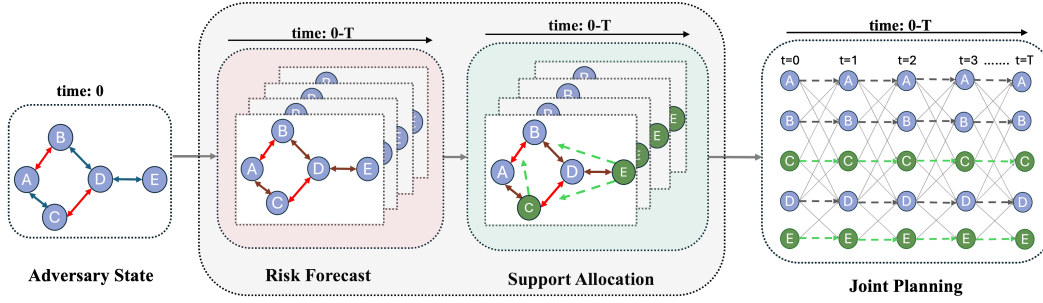 time: 0
B
A
D
E
C
Adversary State
time: 0-T
B
B
B
E
E
B
A
D
E
C
Risk Forecast
time: 0-T
B
B
E
E
E
B
A
D
E
C
Support Allocation
time: 0-T
t=0 t=1 t=2 t=3 ....... t=T
A A A A A
B B B B B
C C C C C
D D D D D
E E E E E
Joint Planning